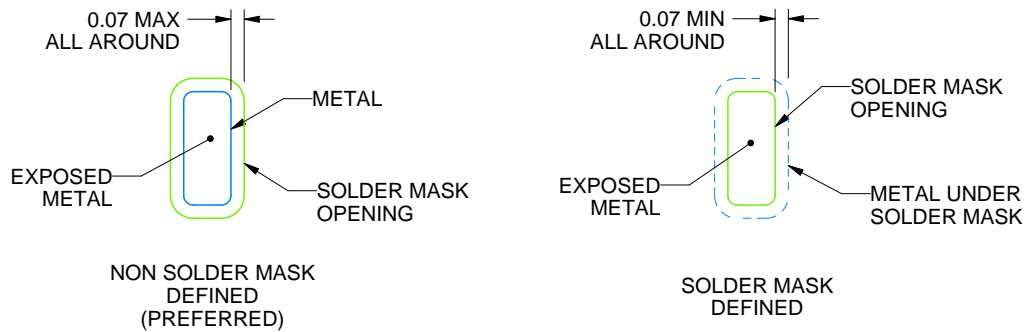 0.07 MAX
ALL AROUND
METAL
EXPOSED
METAL
SOLDER MASK
OPENING
NON SOLDER MASK
DEFINED
(PREFERRED)
0.07 MIN
ALL AROUND
SOLDER MASK
OPENING
EXPOSED
METAL
METAL UNDER
SOLDER MASK
SOLDER MASK
DEFINED